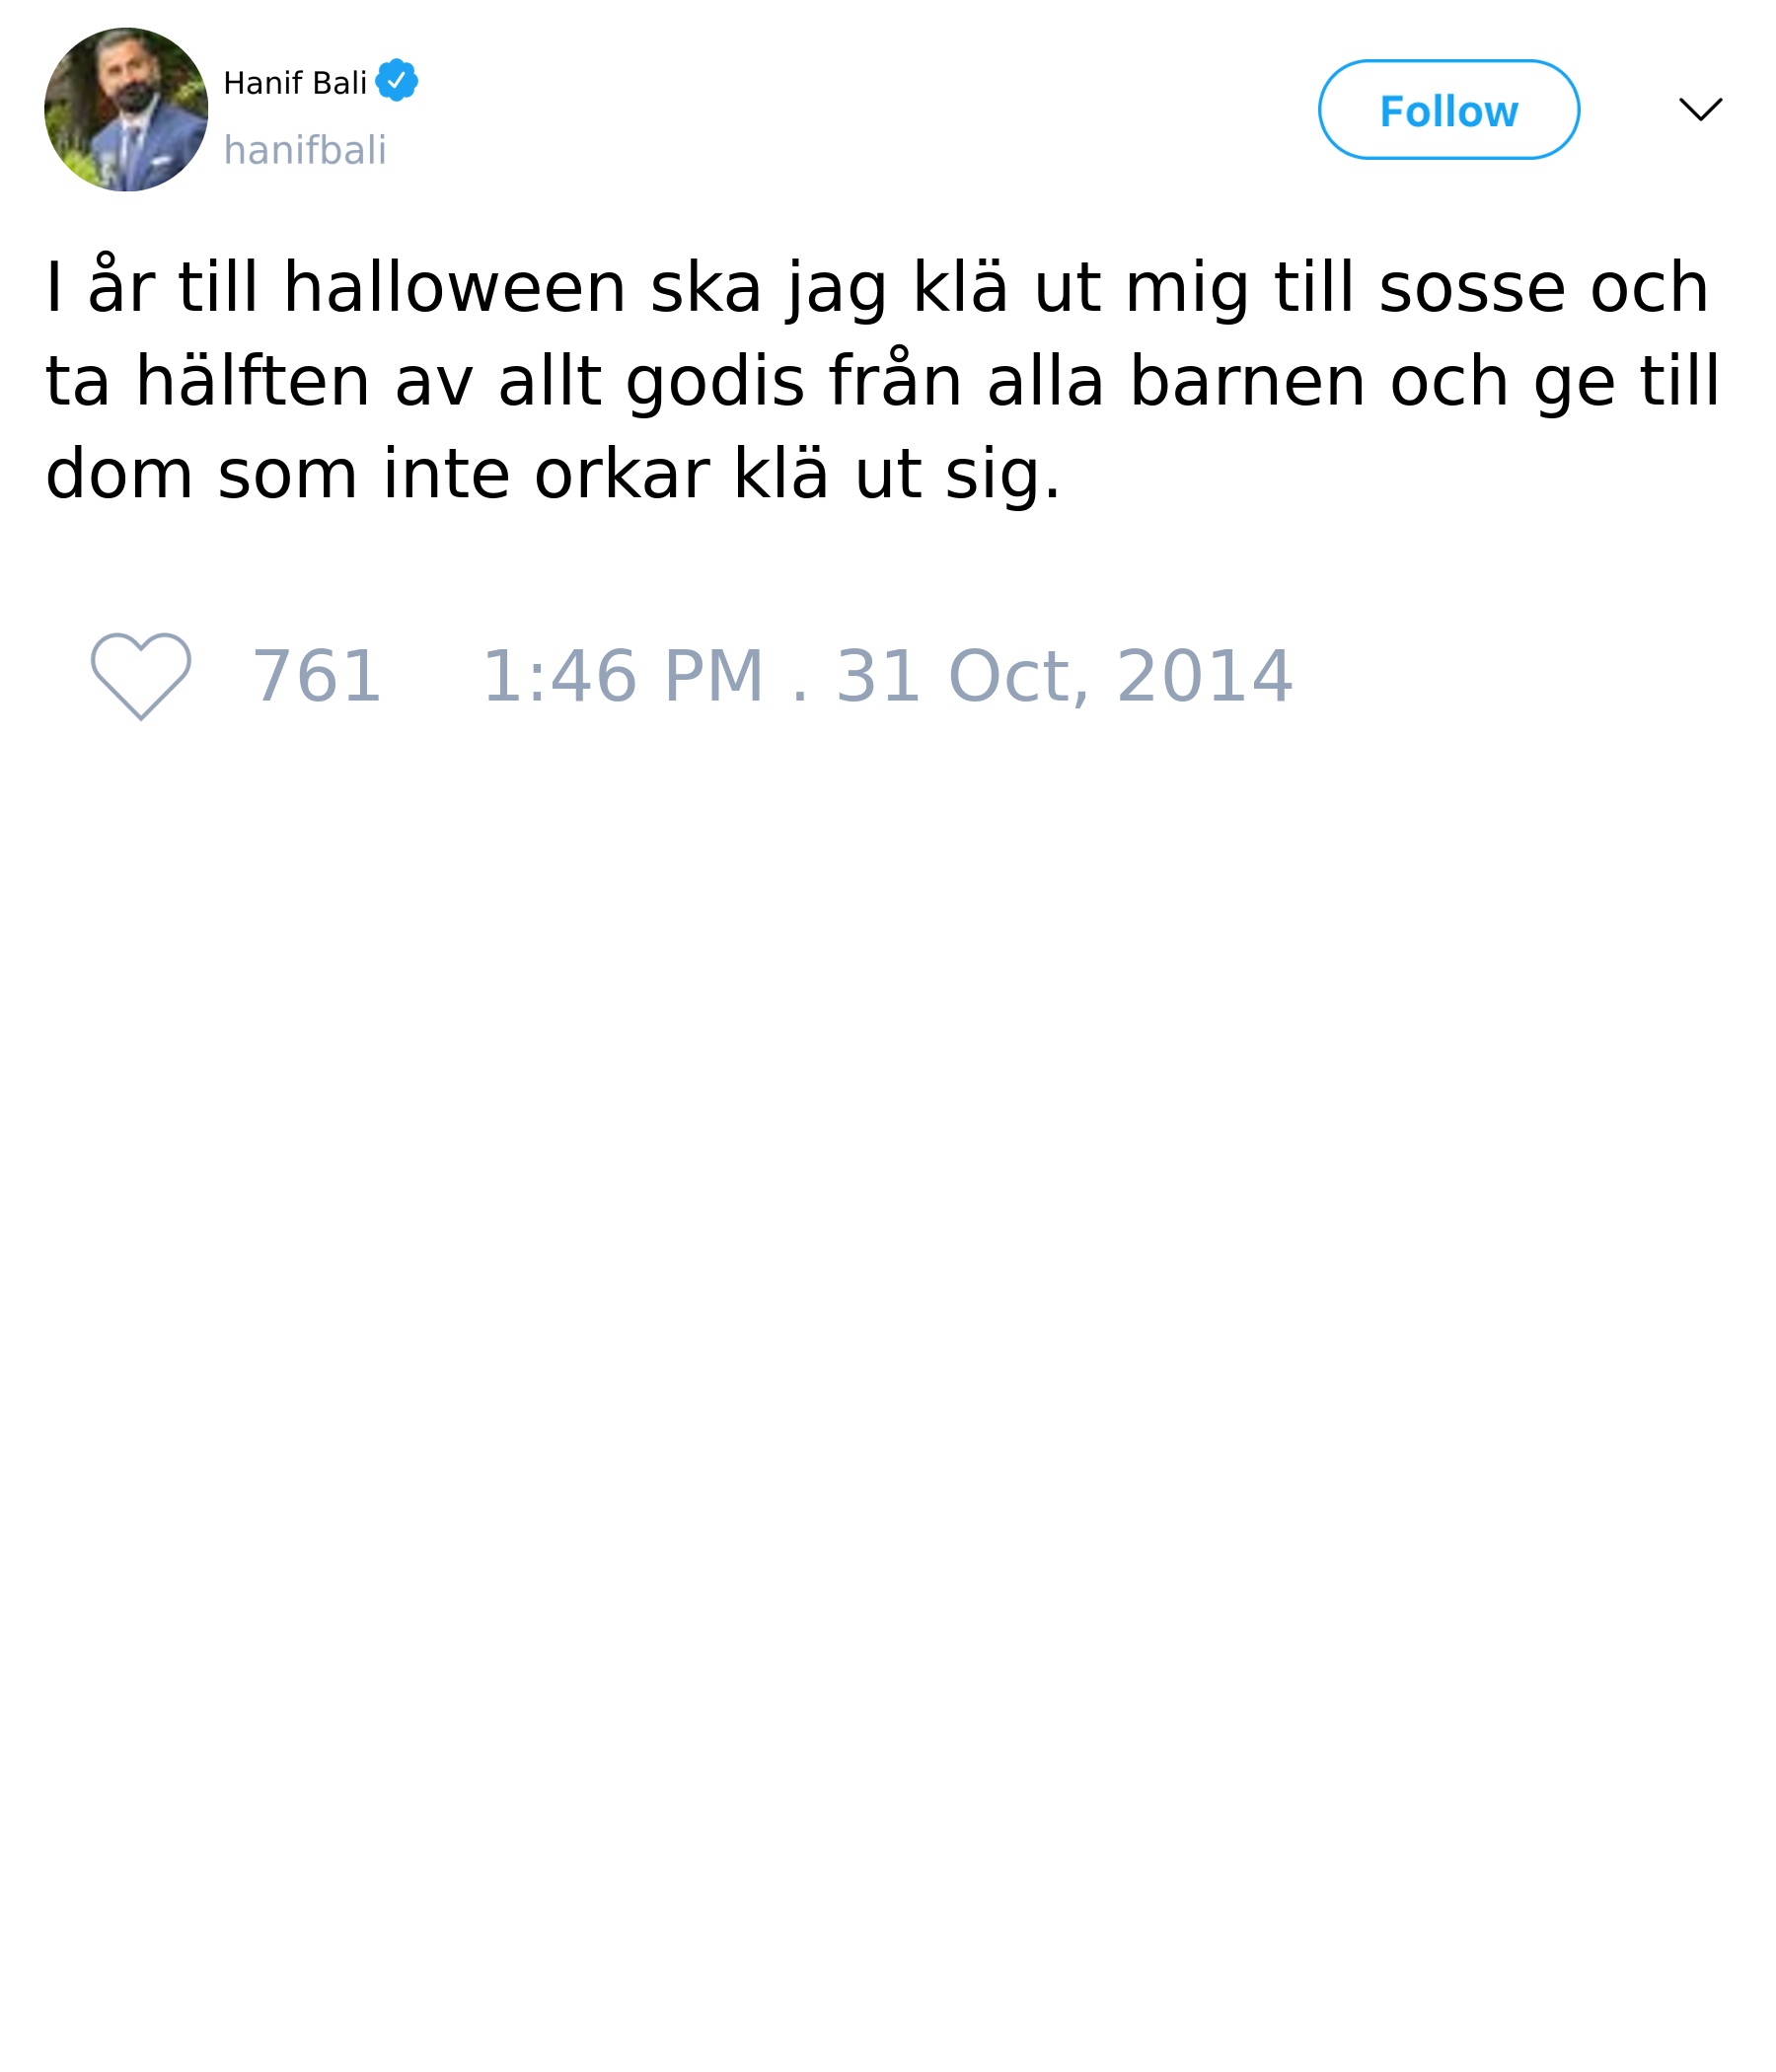 Hanif Bali
hanifbali
Follow
I år till halloween ska jag klä ut mig till sosse och
ta hälften av allt godis från alla barnen och ge till
dom som inte orkar klä ut sig.
761 1:46 PM . 31 Oct, 2014